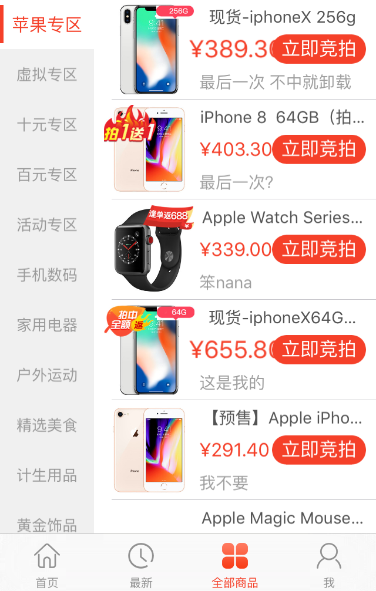 苹果专区
虚拟专区
十元专区
百元专区
活动专区
手机数码
家用电器
户外运动
精选美食
计生用品
黄金饰品
256G
现货-iphoneX 256g
¥389.30
立即竞拍
最后一次 不中就卸载
拍1送1
iPhone 8 64GB（拍...
¥403.30
立即竞拍
最后一次?
埋单返688
Apple Watch Series...
¥339.00
立即竞拍
笨nana
拍中
全额返
64G
现货-iphoneX64G...
¥655.80
立即竞拍
这是我的
【预售】Apple iPho...
¥291.40
立即竞拍
我不要
Apple Magic Mouse...
首页
最新
全部商品
我